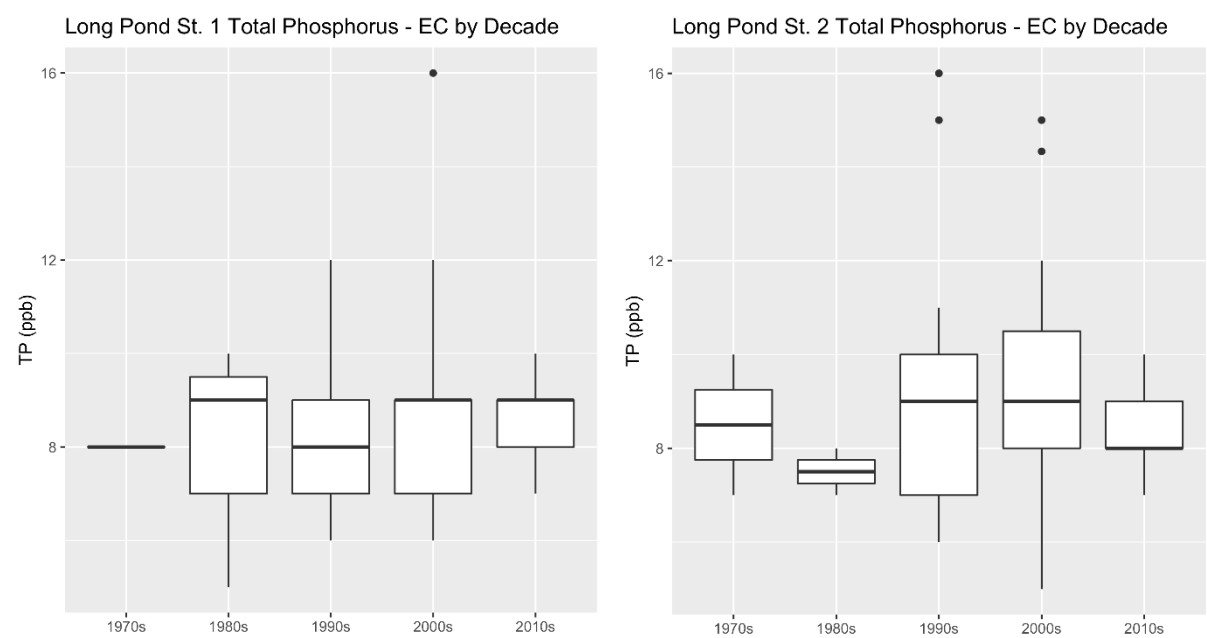 Long Pond St. 1 Total Phosphorus - EC by Decade
16
12
8
TP (ppb)
1970s 1980s 1990s 2000s 2010s
Long Pond St. 2 Total Phosphorus - EC by Decade
16
12
8
TP (ppb)
1970s 1980s 1990s 2000s 2010s